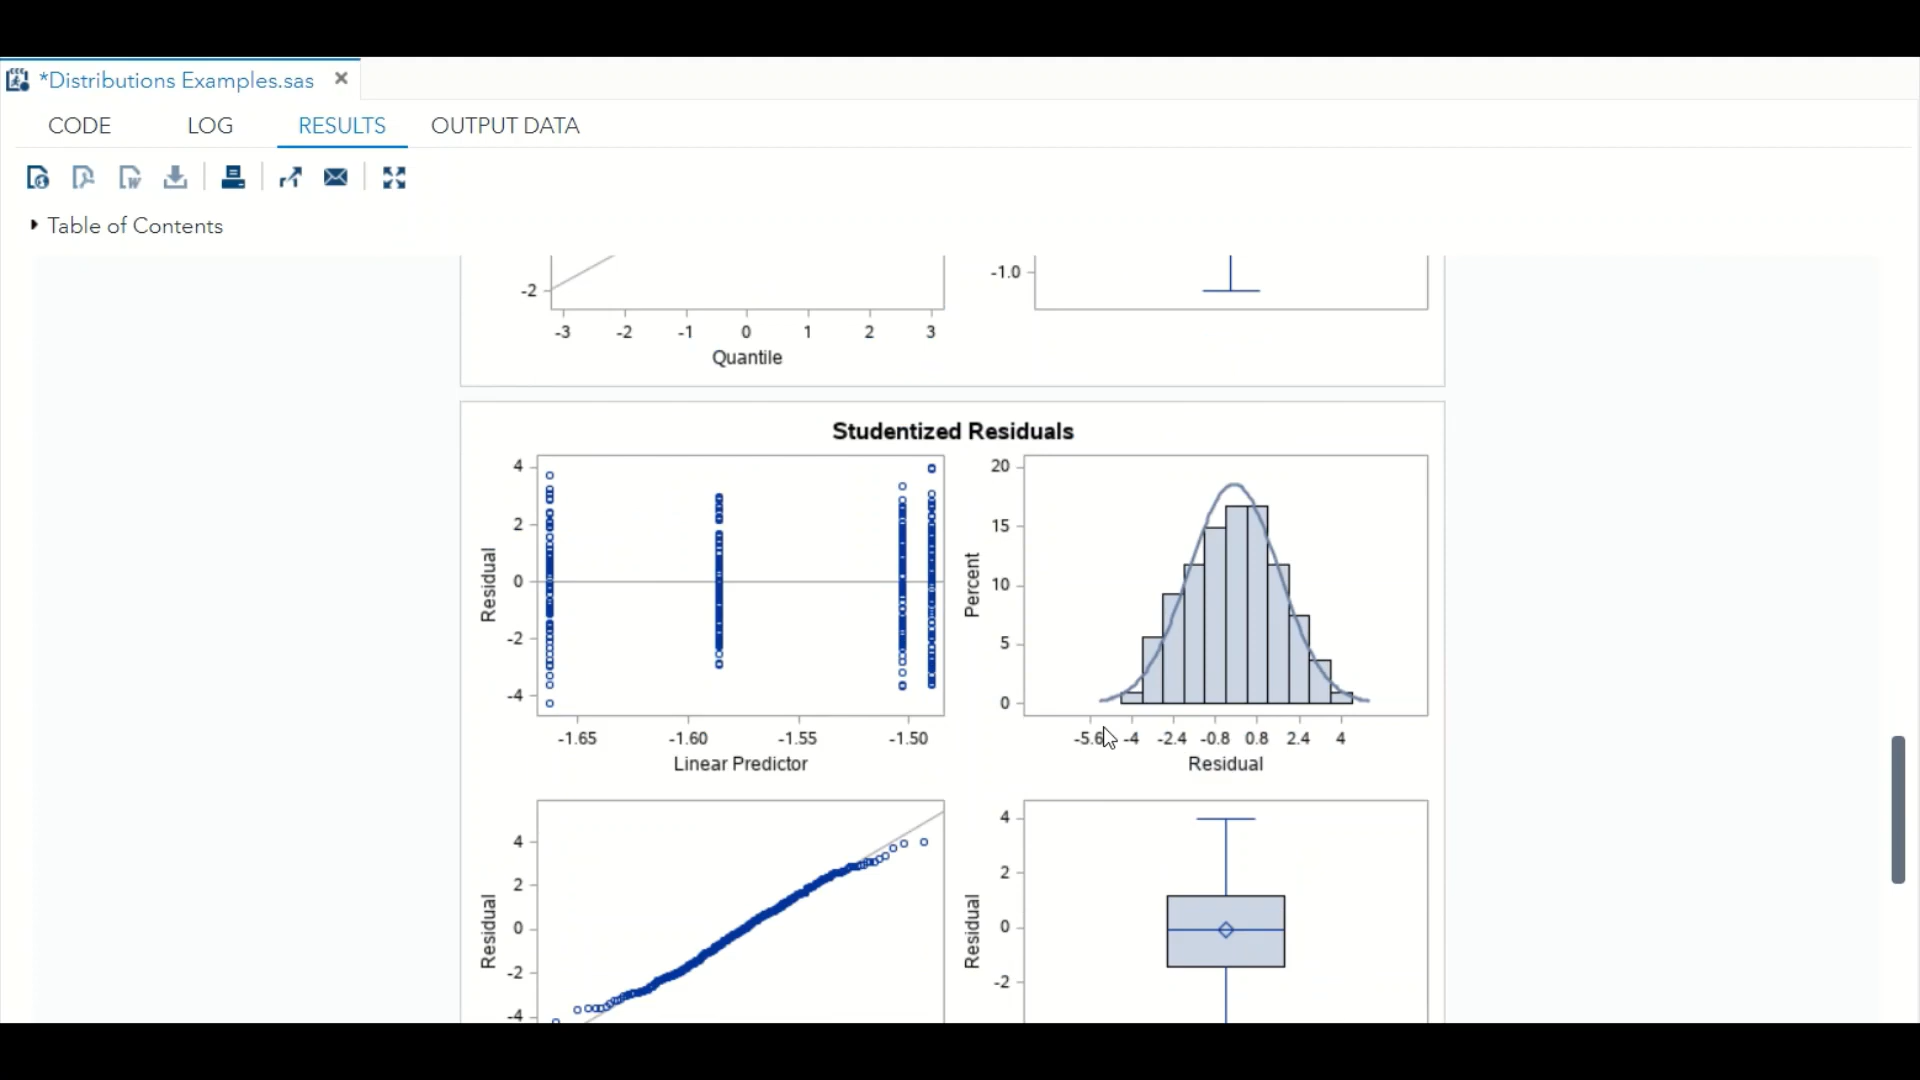 *Distributions Examples.sas
CODE LOG RESULTS OUTPUT DATA
Table of Contents
-2
-3 -2 -1 0 1 2 3
Quantile
-1.0
Studentized Residuals
Residual
4
2
0
-2
-4
-1.65 -1.60 -1.55 -1.50
Linear Predictor
Percent
20
15
10
5
0
-5.6 -4 -2.4 -0.8 0.8 2.4 4
Residual
Residual
4
2
0
-2
-4
Residual
4
2
0
-2